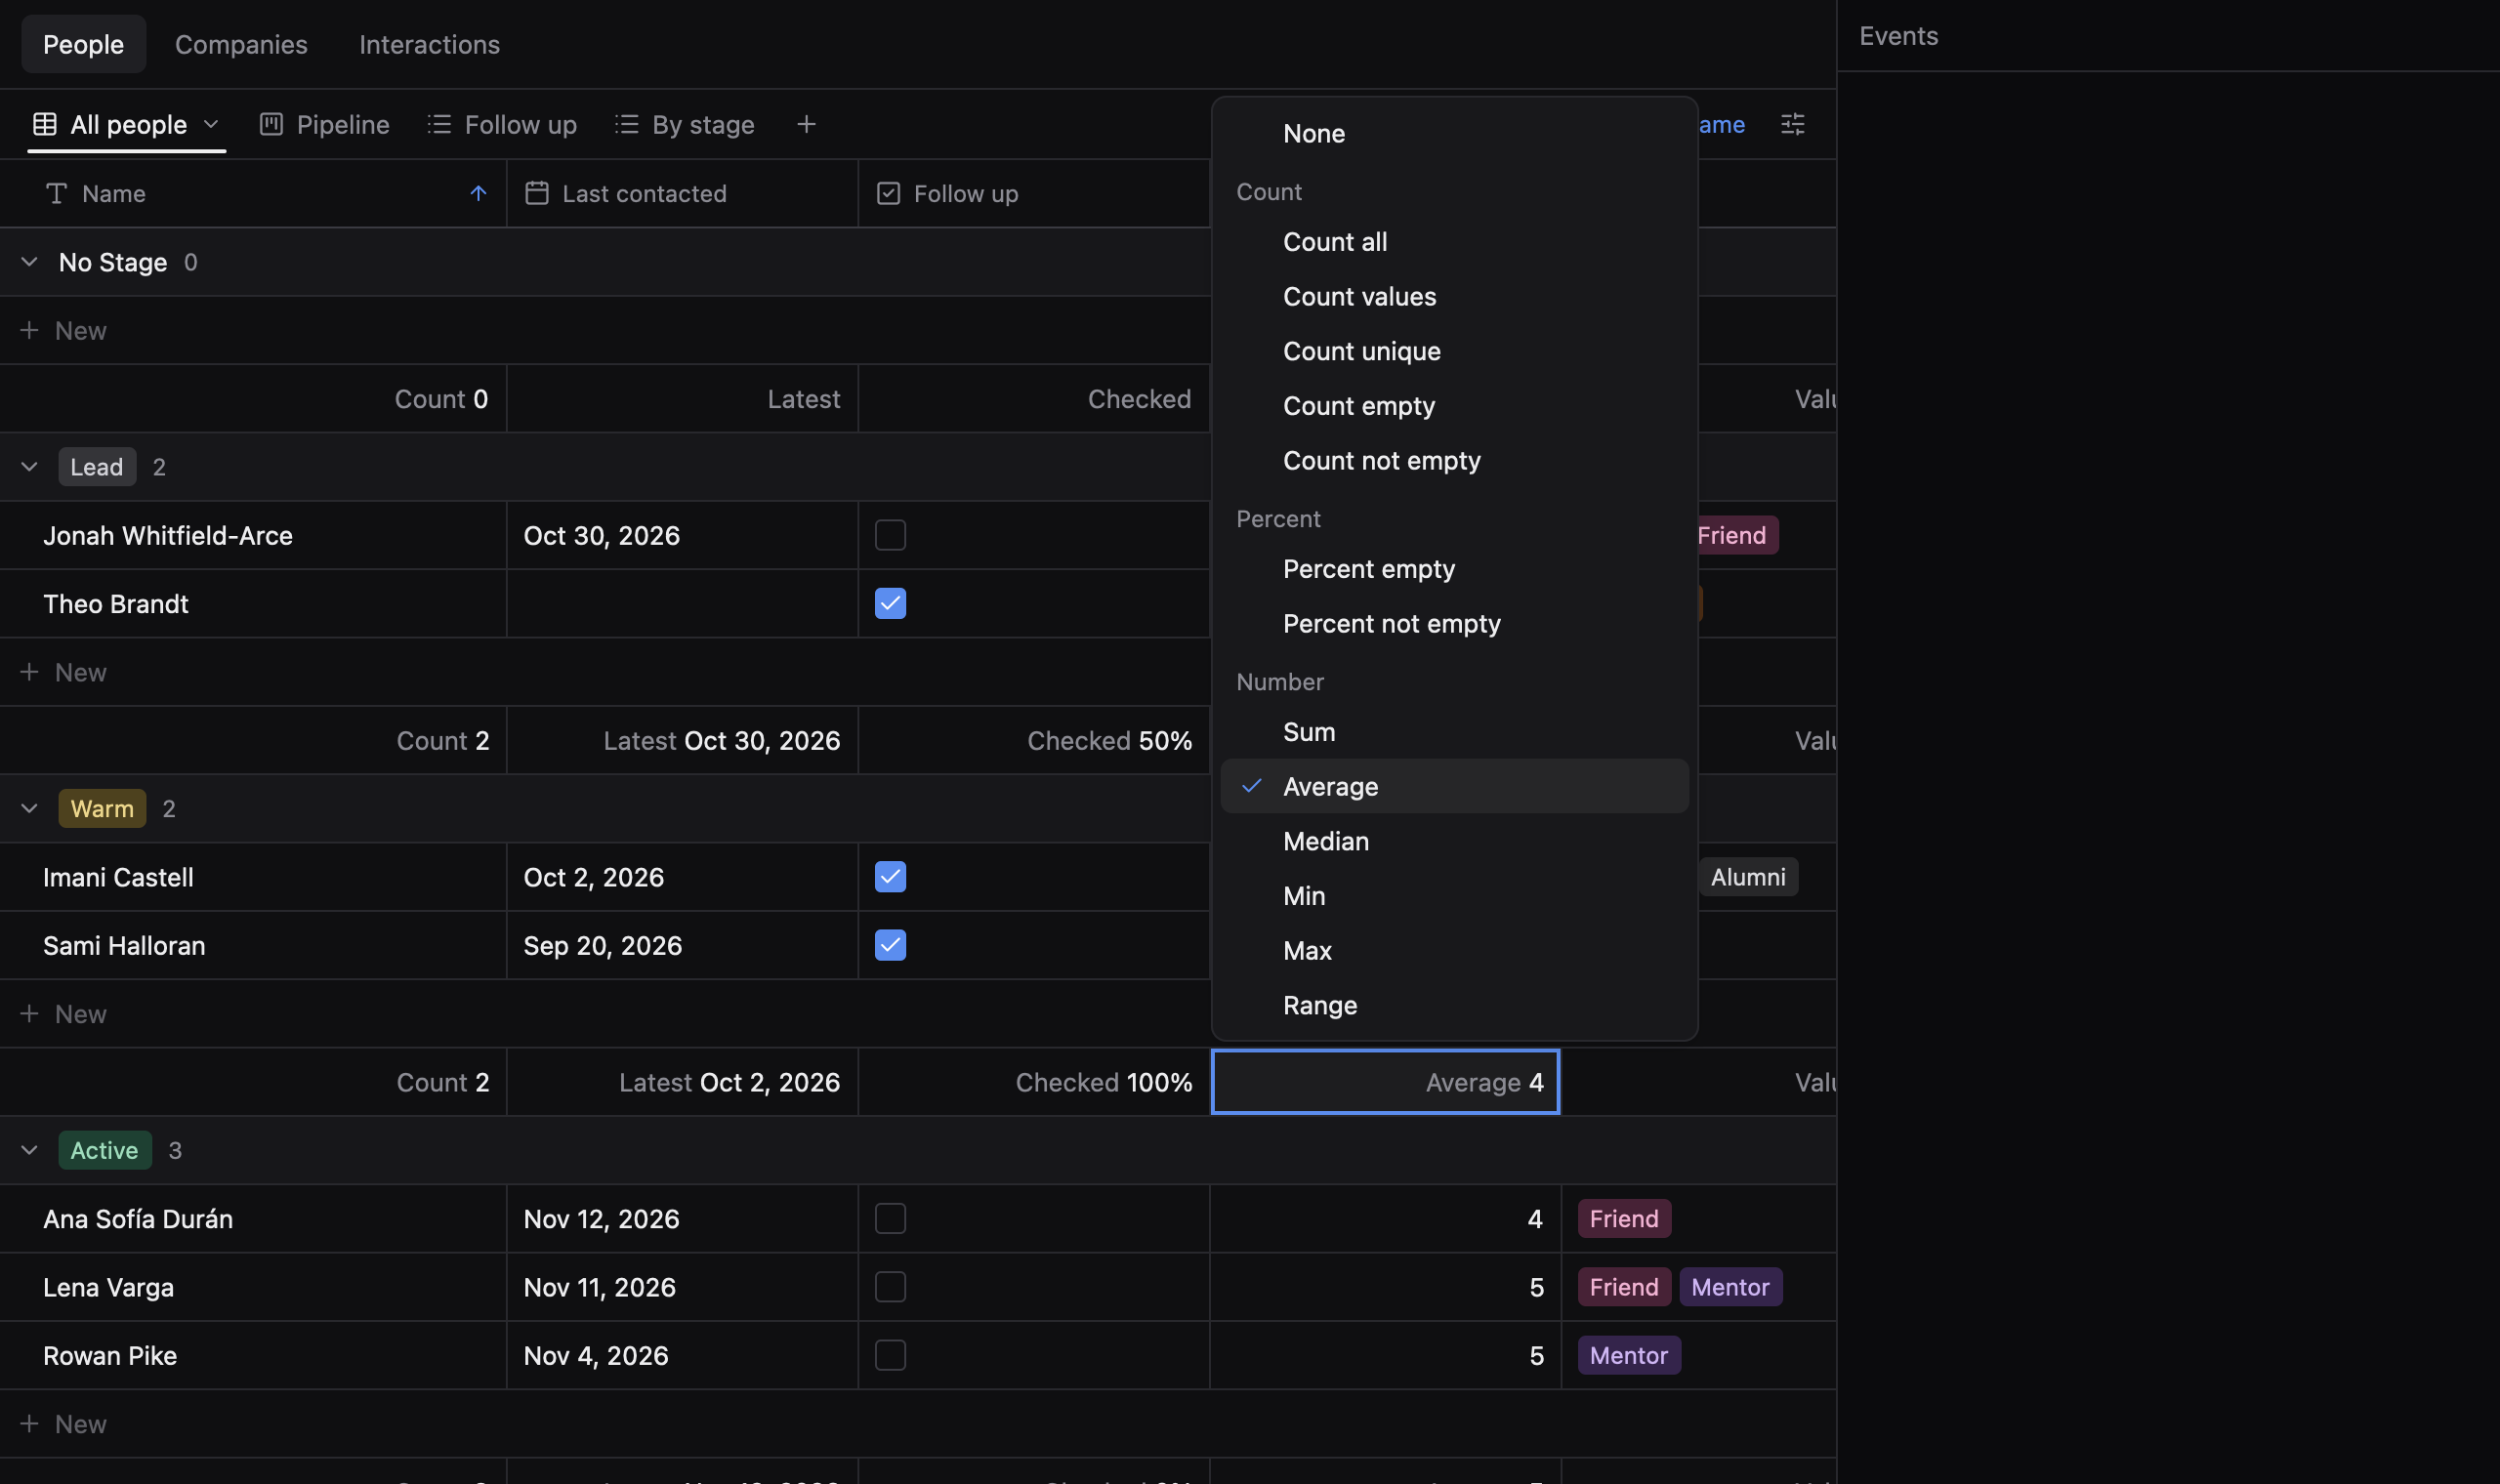 People Companies Interactions
Events
All people Pipeline Follow up By stage
Name Last contacted Follow up
No Stage 0
New
Count 0 Latest Checked
Lead 2
Jonah Whitfield-Arce Oct 30, 2026 Friend
Theo Brandt
New
Count 2 Latest Oct 30, 2026 Checked 50%
Warm 2
Imani Castell Oct 2, 2026 Alumni
Sami Halloran Sep 20, 2026
New
Count 2 Latest Oct 2, 2026 Checked 100% Average 4
Active 3
Ana Sofía Durán Nov 12, 2026 4 Friend
Lena Varga Nov 11, 2026 5 Friend Mentor
Rowan Pike Nov 4, 2026 5 Mentor
New
None
Count
Count all
Count values
Count unique
Count empty
Count not empty
Percent
Percent empty
Percent not empty
Number
Sum
Average
Median
Min
Max
Range